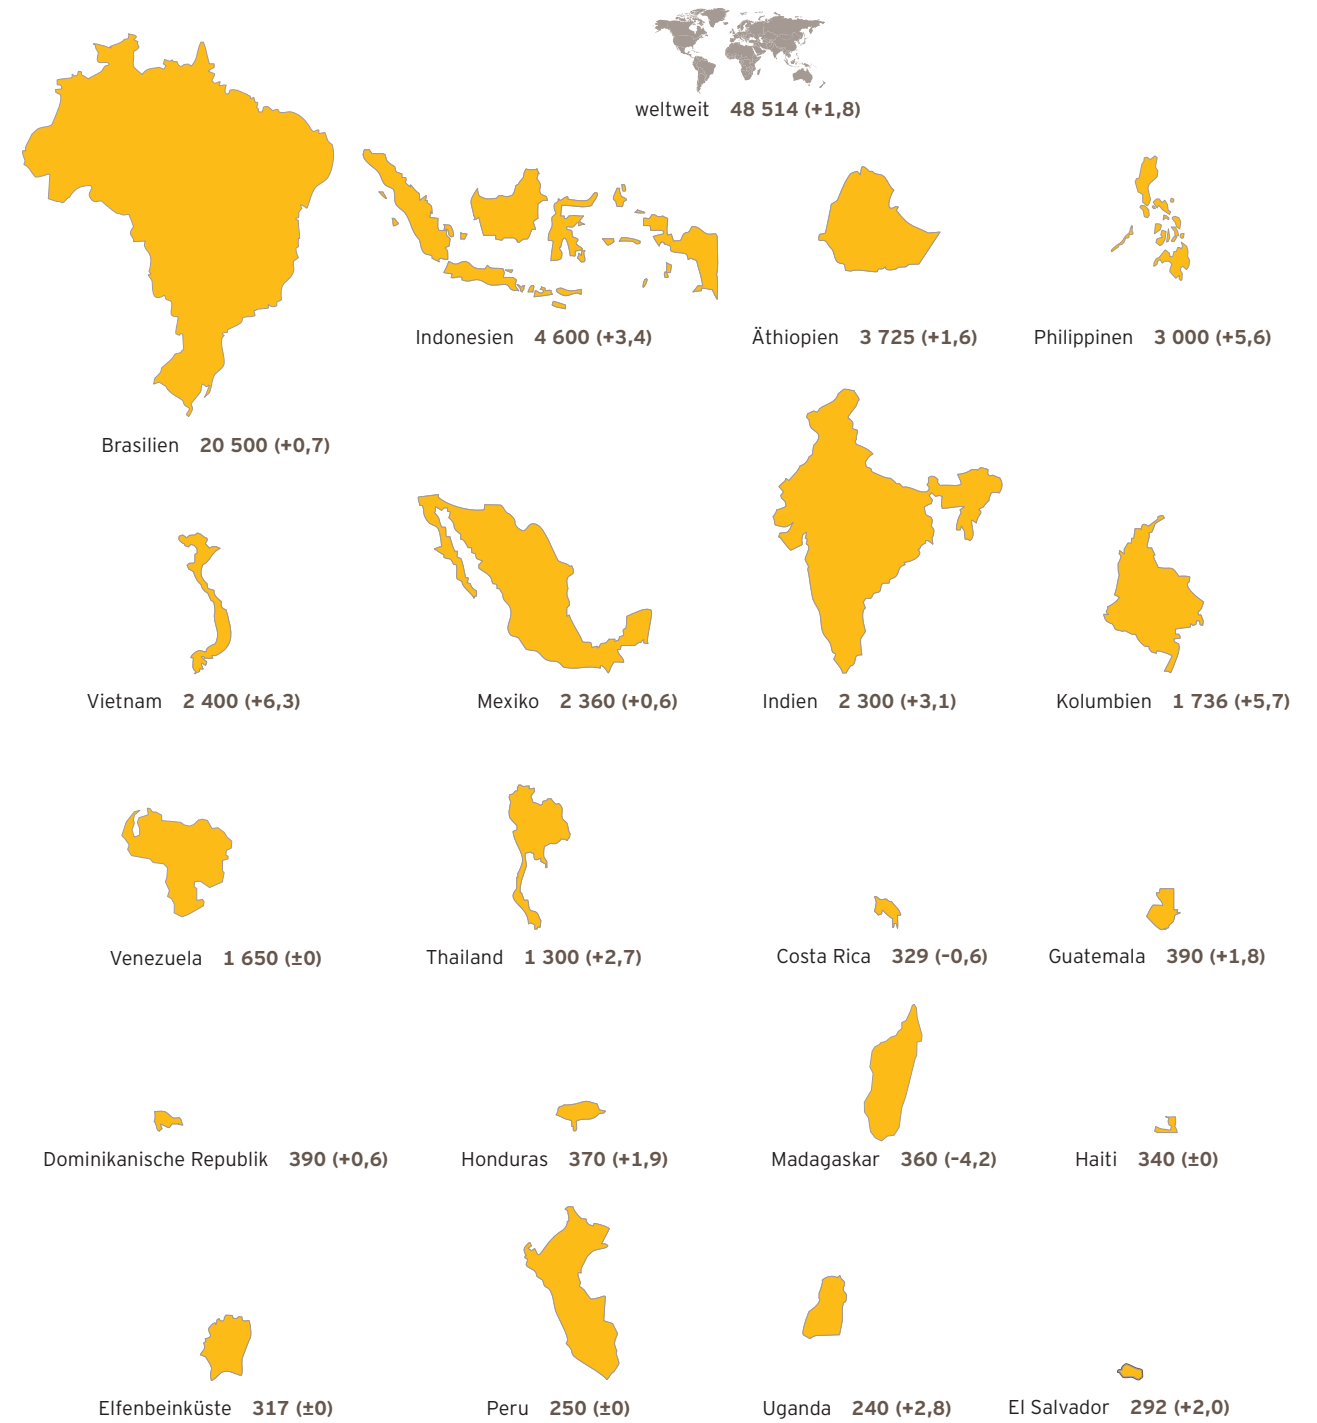 weltweit 48 514 (+1,8)
Indonesien 4 600 (+3,4)
Äthiopien 3 725 (+1,6)
Philippinen 3 000 (+5,6)
Brasilien 20 500 (+0,7)
Vietnam 2 400 (+6,3)
Mexiko 2 360 (+0,6)
Indien 2 300 (+3,1)
Kolumbien 1 736 (+5,7)
Venezuela 1 650 (±0)
Thailand 1 300 (+2,7)
Costa Rica 329 (-0,6)
Guatemala 390 (+1,8)
Dominikanische Republik 390 (+0,6)
Honduras 370 (+1,9)
Madagaskar 360 (-4,2)
Haiti 340 (±0)
Elfenbeinküste 317 (±0)
Peru 250 (±0)
Uganda 240 (+2,8)
El Salvador 292 (+2,0)